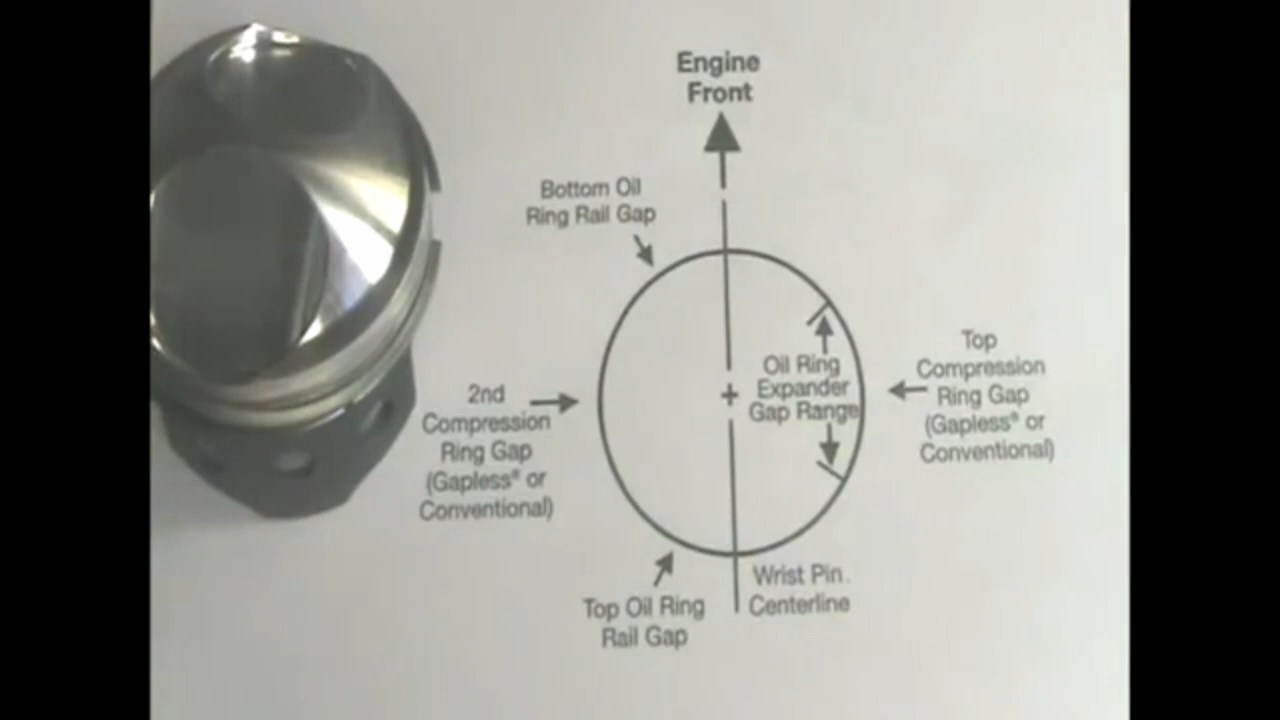 Engine
Front
Bottom Oil
Ring Rail Gap
Oil Ring
Expander
Gap Range
Top
Compression
Ring Gap
(Gapless® or
Conventional)
2nd
Compression
Ring Gap
(Gapless® or
Conventional)
Wrist Pin
Centerline
Top Oil Ring
Rail Gap